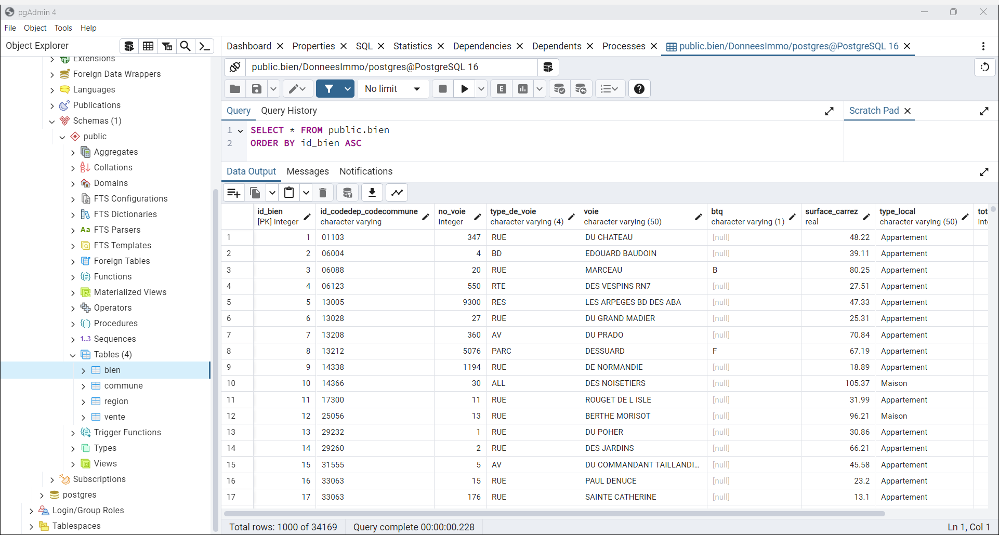 pgAdmin 4
File Object Tools Help
Object Explorer
Dashboard Properties SQL Statistics Dependencies Dependents Processes public.bien/DonneesImmo/postgres@PostgreSQL 16
Extensions
Foreign Data Wrappers
Languages
Publications
Schemas (1)
public
Aggregates
Collations
Domains
FTS Configurations
FTS Dictionaries
FTS Parsers
FTS Templates
Foreign Tables
Functions
Materialized Views
Operators
Procedures
1..3 Sequences
Tables (4)
bien
commune
region
vente
Trigger Functions
Types
Views
Subscriptions
postgres
Login/Group Roles
Tablespaces
public.bien/DonneesImmo/postgres@PostgreSQL 16
No limit
Query Query History
Scratch Pad
1 SELECT * FROM public.bien
2 ORDER BY id_bien ASC
Data Output Messages Notifications
id_bien id_codedep_codecommune no_voie type_de_voie voie btq surface_carrez type_local tot
[PK] integer character varying integer character varying (4) character varying (50) character varying (1) real character varying (50) inte
1 1 01103 347 RUE DU CHATEAU [null] 48.22 Appartement
2 2 06004 4 BD EDOUARD BAUDOIN [null] 39.11 Appartement
3 3 06088 20 RUE MARCEAU B 80.25 Appartement
4 4 06123 550 RTE DES VESPINS RN7 [null] 27.51 Appartement
5 5 13005 9300 RES LES ARPEGES BD DES ABA [null] 47.33 Appartement
6 6 13028 27 RUE DU GRAND MADIER [null] 25.31 Appartement
7 7 13208 360 AV DU PRADO [null] 70.84 Appartement
8 8 13212 5076 PARC DESSUARD F 67.19 Appartement
9 9 14338 1194 RUE DE NORMANDIE [null] 18.89 Appartement
10 10 14366 30 ALL DES NOISETIERS [null] 105.37 Maison
11 11 17300 11 RUE ROUGET DE L ISLE [null] 31.99 Appartement
12 12 25056 13 RUE BERTHE MORISOT [null] 96.21 Maison
13 13 29232 1 RUE DU POHER [null] 30.86 Appartement
14 14 29260 2 RUE DES JARDINS [null] 66.21 Appartement
15 15 31555 5 AV DU COMMANDANT TAILLANDI... [null] 45.58 Appartement
16 16 33063 15 RUE PAUL DENUCE [null] 23.2 Appartement
17 17 33063 176 RUE SAINTE CATHERINE [null] 13.1 Appartement
Total rows: 1000 of 34169 Query complete 00:00:00.228 Ln 1, Col 1